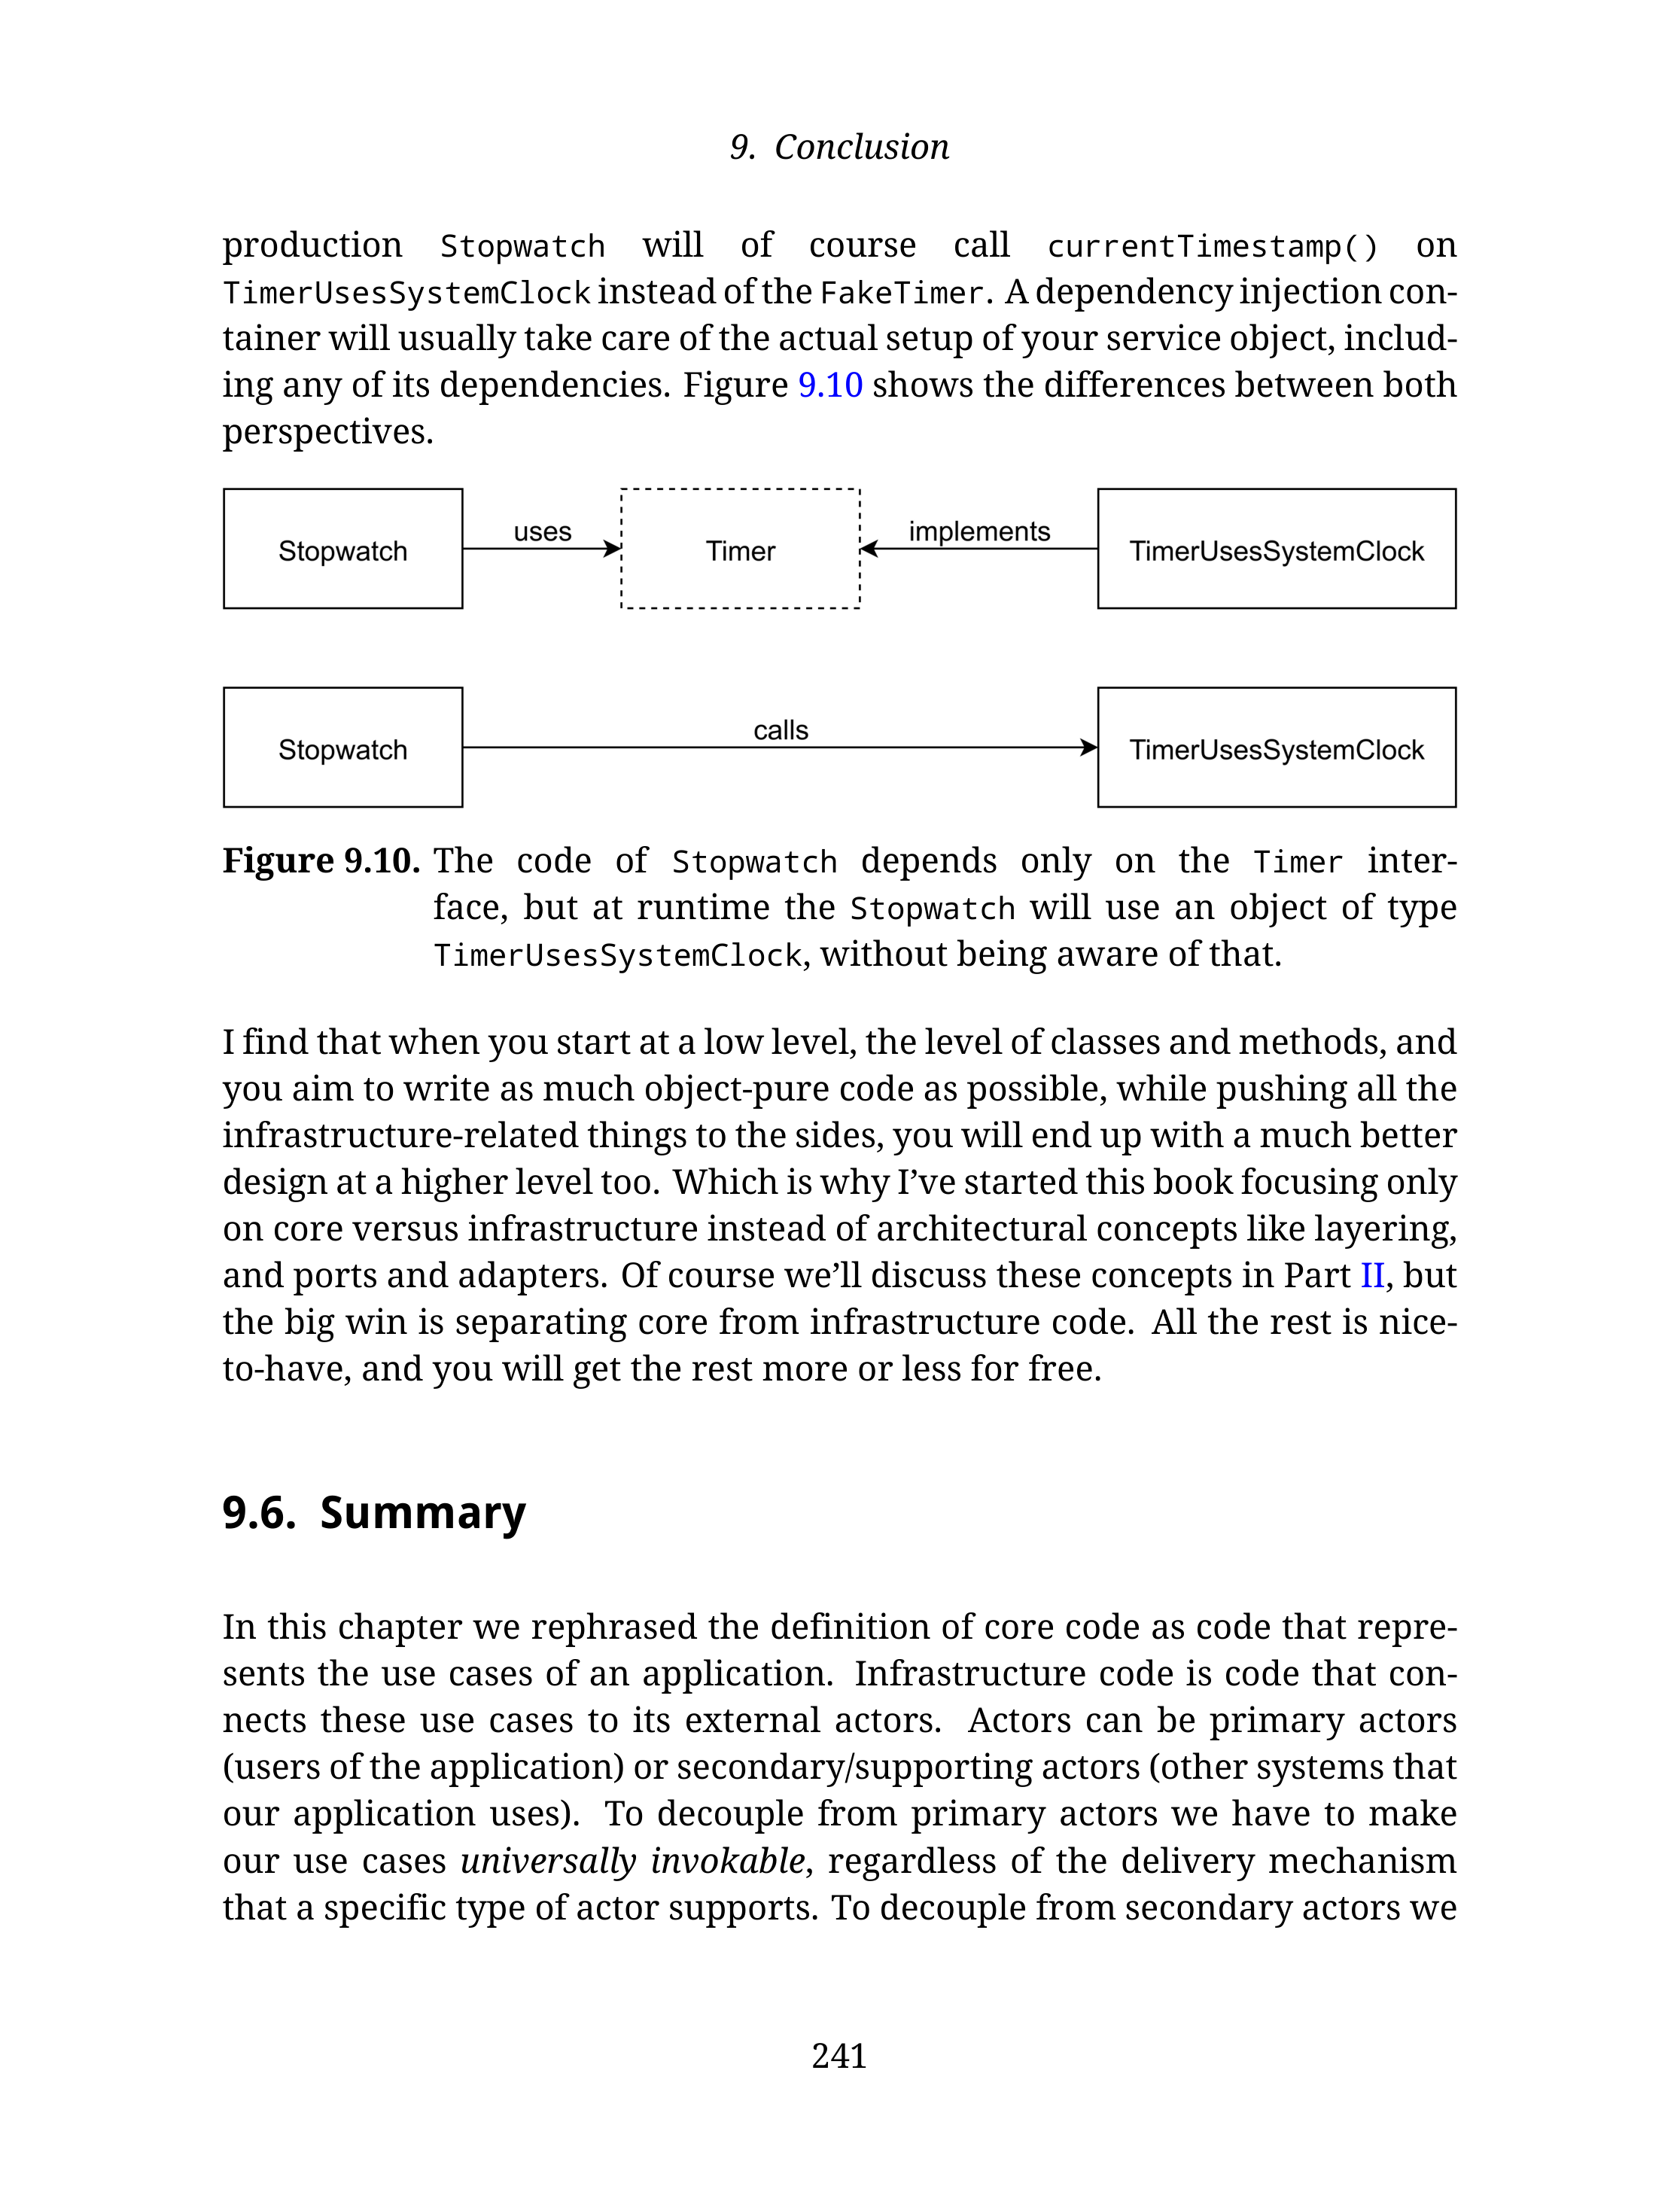 9. Conclusion
production Stopwatch will of course call currentTimestamp() on
TimerUsesSystemClock instead of the FakeTimer. A dependency injection con-
tainer will usually take care of the actual setup of your service object, includ-
ing any of its dependencies. Figure 9.10 shows the differences between both
perspectives.
Stopwatch uses Timer implements TimerUsesSystemClock
Stopwatch calls TimerUsesSystemClock
Figure 9.10. The code of Stopwatch depends only on the Timer inter-
face, but at runtime the Stopwatch will use an object of type
TimerUsesSystemClock, without being aware of that.
I find that when you start at a low level, the level of classes and methods, and
you aim to write as much object-pure code as possible, while pushing all the
infrastructure-related things to the sides, you will end up with a much better
design at a higher level too. Which is why I’ve started this book focusing only
on core versus infrastructure instead of architectural concepts like layering,
and ports and adapters. Of course we’ll discuss these concepts in Part II, but
the big win is separating core from infrastructure code. All the rest is nice-
to-have, and you will get the rest more or less for free.
9.6. Summary
In this chapter we rephrased the definition of core code as code that repre-
sents the use cases of an application. Infrastructure code is code that con-
nects these use cases to its external actors. Actors can be primary actors
(users of the application) or secondary/supporting actors (other systems that
our application uses). To decouple from primary actors we have to make
our use cases universally invokable, regardless of the delivery mechanism
that a specific type of actor supports. To decouple from secondary actors we
241